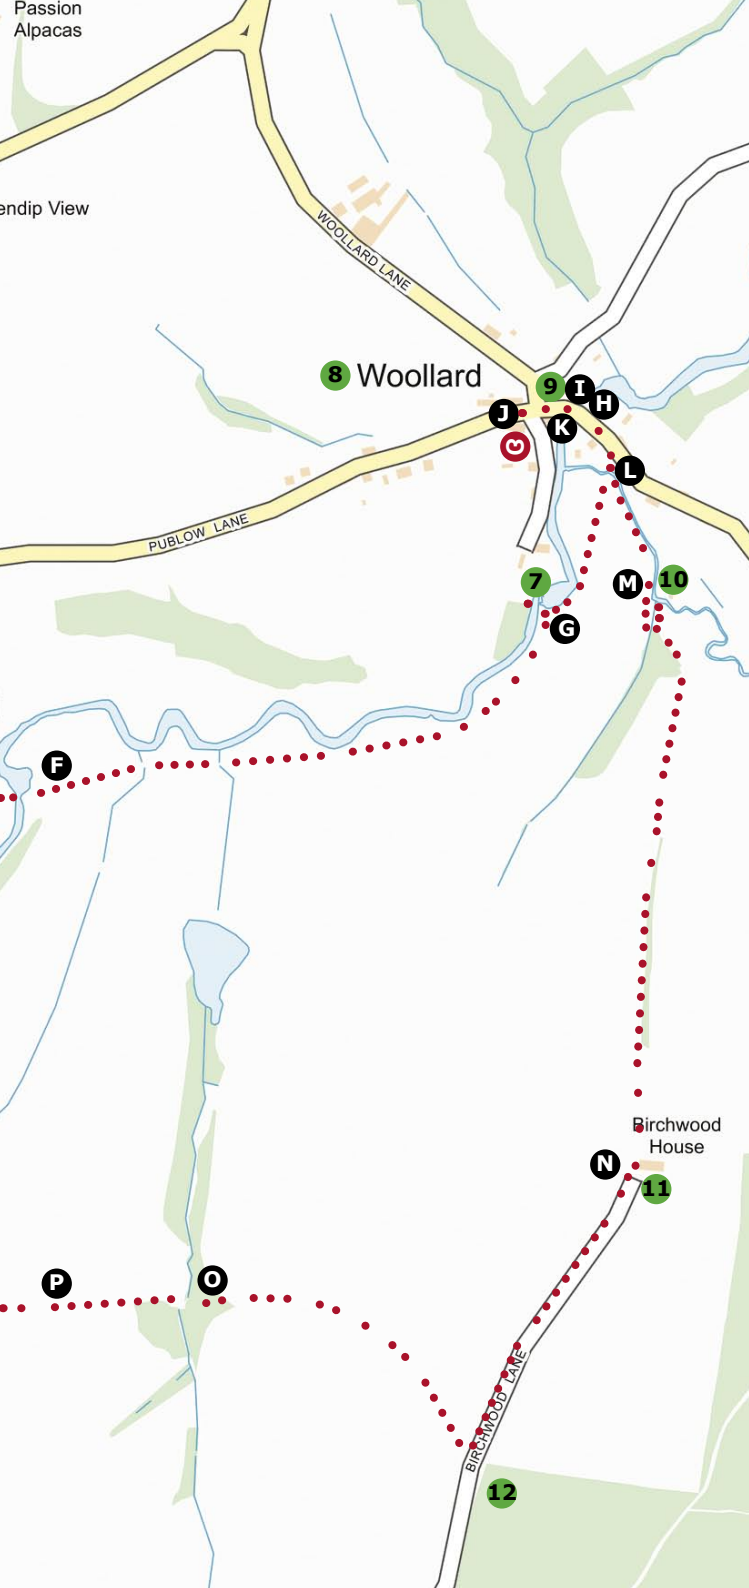 Passion
Alpacas
endip View
WOOLLARD LANE
8 Woollard
9
I
H
J
K
L
PUBLOW LANE
7
M
10
G
F
Birchwood
House
N
11
P
O
BIRCHWOOD LANE
12